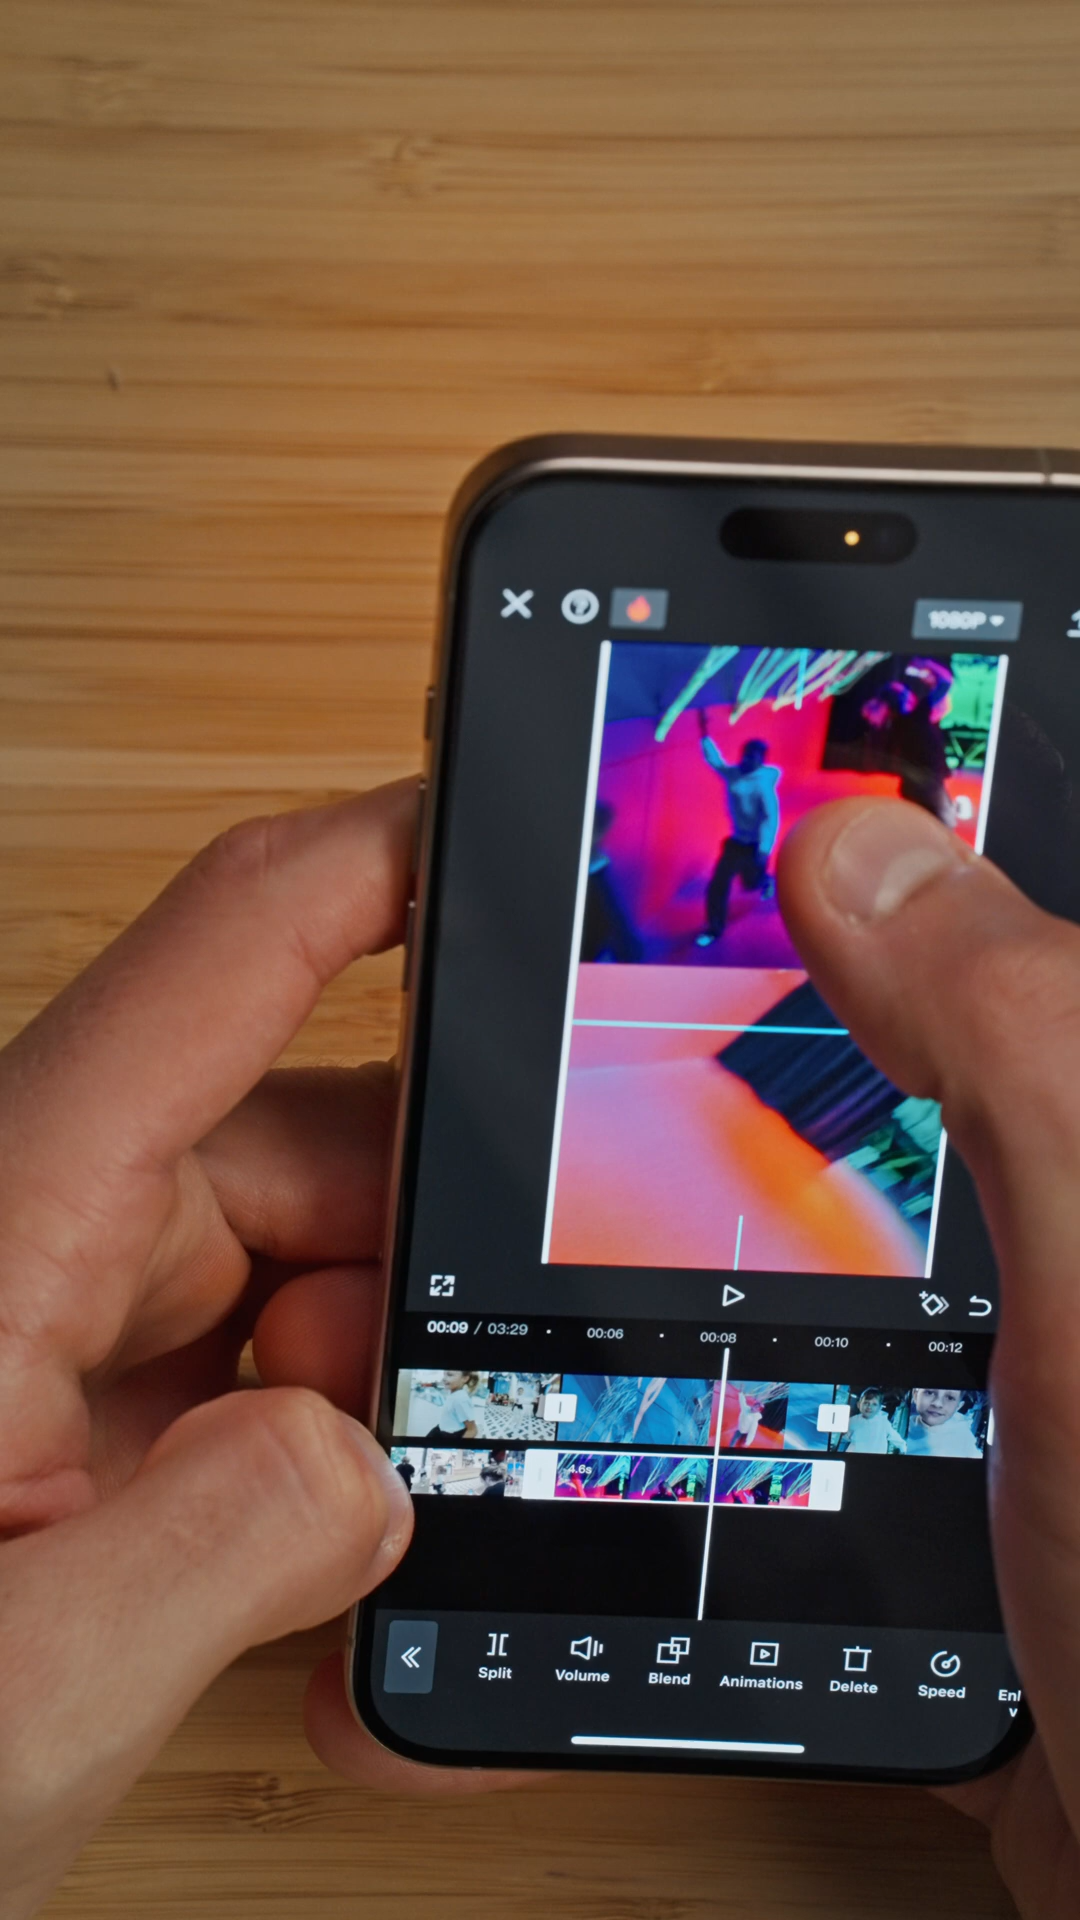 1080P
00:09 / 03:29
00:06
00:08
00:10
00:12
4.6s
Split
Volume
Blend
Animations
Delete
Speed